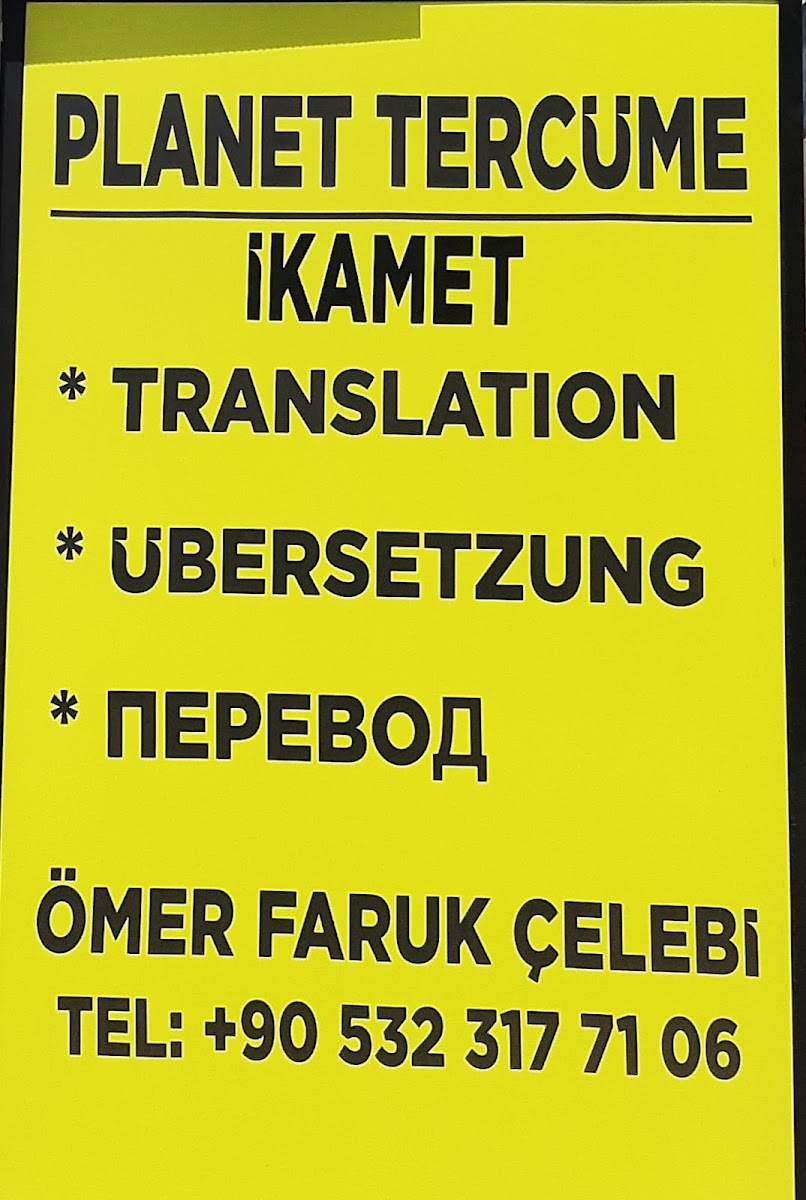 PLANET TERCÜME
İKAMET
* TRANSLATION
* ÜBERSETZUNG
* ПЕРЕВОД
ÖMER FARUK ÇELEBİ
TEL: +90 532 317 71 06